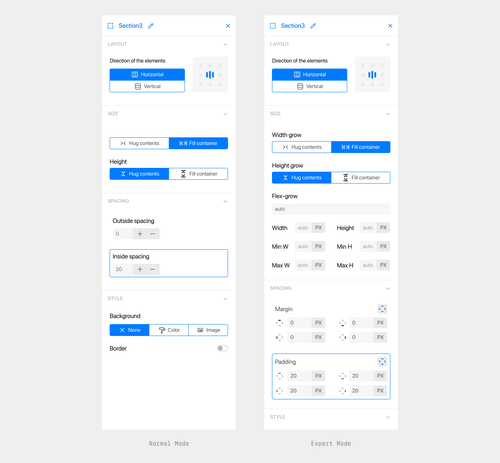 Section3
LAYOUT
Direction of the elements
Horizontal
Vertical
SIZE
Hug contents
Fill container
Height
Hug contents
Fill container
SPACING
Outside spacing
0
Inside spacing
20
STYLE
Background
None
Color
Image
Border
Normal Mode
Section3
LAYOUT
Direction of the elements
Horizontal
Vertical
SIZE
Width grow
Hug contents
Fill container
Height grow
Hug contents
Fill container
Flex-grow
auto
Width auto PX Height auto PX
Min W auto PX Min H auto PX
Max W auto PX Max H auto PX
SPACING
Margin
0 PX 0 PX
0 PX 0 PX
Padding
20 PX 20 PX
20 PX 20 PX
STYLE
Expert Mode